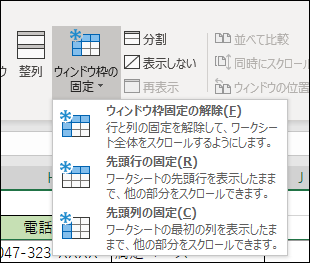 ウ
整列
ウィンドウ枠の
固定
分割
表示しない
再表示
並べて比較
同時にスクロール
ウィンドウの位置
ウィンドウ枠固定の解除(F)
行と列の固定を解除して、ワークシー
ト全体をスクロールするようにします。
先頭行の固定(R)
ワークシートの先頭行を表示したまま
で、他の部分をスクロールできます。
先頭列の固定(C)
ワークシートの最初の列を表示したま
まで、他の部分をスクロールできます。
H
J
電話
047-323-XXXX